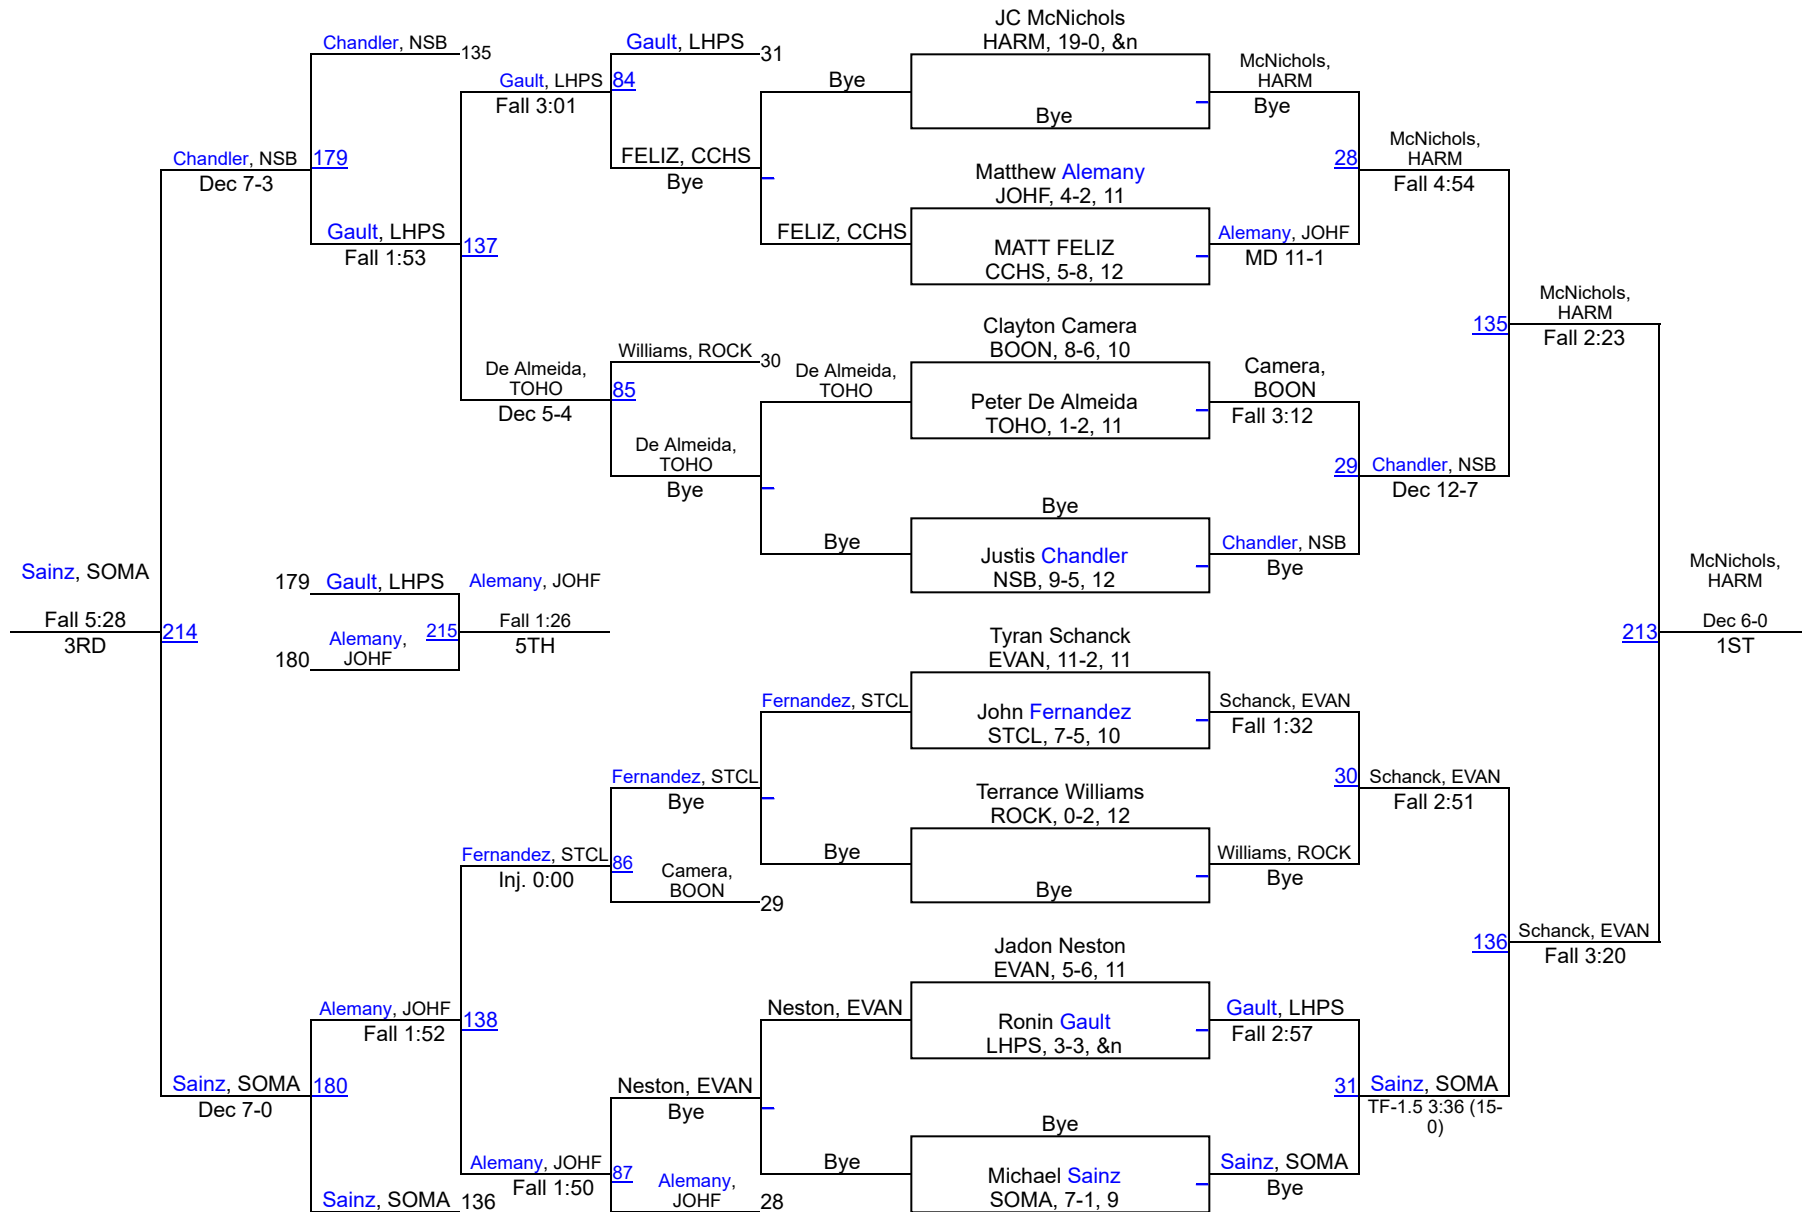 JC McNichols
HARM, 19-0, &n
Chandler, NSB
135
Gault, LHPS
31
Gault, LHPS
84
Fall 3:01
Bye
Bye
McNichols,
HARM
Bye
Chandler, NSB
179
Dec 7-3
FELIZ, CCHS
Bye
Matthew Alemany
JOHF, 4-2, 11
28
McNichols,
HARM
Fall 4:54
Gault, LHPS
137
Fall 1:53
FELIZ, CCHS
MATT FELIZ
CCHS, 5-8, 12
Alemany, JOHF
MD 11-1
McNichols,
HARM
135
Fall 2:23
Clayton Camera
BOON, 8-6, 10
Williams, ROCK
30
De Almeida,
TOHO
85
Dec 5-4
De Almeida,
TOHO
Peter De Almeida
TOHO, 1-2, 11
Camera,
BOON
Fall 3:12
De Almeida,
TOHO
Bye
29
Chandler, NSB
Dec 12-7
Bye
Bye
Justis Chandler
NSB, 9-5, 12
Chandler, NSB
Bye
Sainz, SOMA
Fall 5:28
3RD
214
179
Gault, LHPS
Alemany, JOHF
215
Fall 1:26
5TH
180
Alemany,
JOHF
McNichols,
HARM
213
Dec 6-0
1ST
Tyran Schanck
EVAN, 11-2, 11
Fernandez, STCL
John Fernandez
STCL, 7-5, 10
Schanck, EVAN
Fall 1:32
Fernandez, STCL
Bye
Terrance Williams
ROCK, 0-2, 12
30
Schanck, EVAN
Fall 2:51
Fernandez, STCL
86
Inj. 0:00
Camera,
BOON
29
Bye
Bye
Williams, ROCK
Bye
136
Schanck, EVAN
Fall 3:20
Jadon Neston
EVAN, 5-6, 11
Alemany, JOHF
138
Fall 1:52
Neston, EVAN
Ronin Gault
LHPS, 3-3, &n
Gault, LHPS
Fall 2:57
Sainz, SOMA
180
Dec 7-0
Neston, EVAN
Bye
31
Sainz, SOMA
TF-1.5 3:36 (15-
0)
Bye
Alemany, JOHF
87
Fall 1:50
Bye
Michael Sainz
SOMA, 7-1, 9
Sainz, SOMA
Bye
Sainz, SOMA
136
Alemany,
JOHF
28